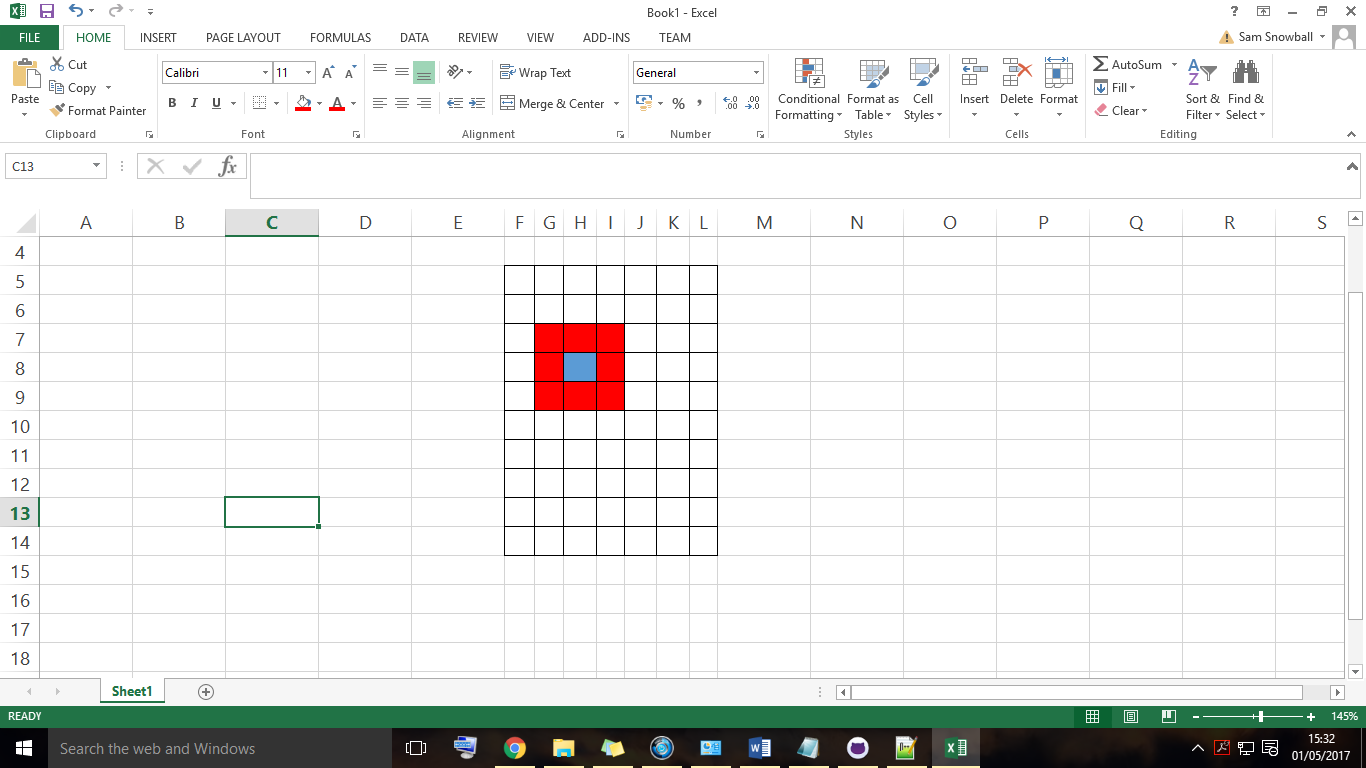 Book1 - Excel
FILE HOME INSERT PAGE LAYOUT FORMULAS DATA REVIEW VIEW ADD-INS TEAM Sam Snowball
Paste
Cut
Copy
Format Painter
Clipboard
Calibri 11 A A
B I U A
Font
Wrap Text
Merge & Center
Alignment
General
% ,
Number
Conditional Formatting
Format as Table
Cell Styles
Styles
Insert
Delete
Format
Cells
AutoSum
Fill
Clear
Sort & Filter
Find & Select
Editing
C13 fx
A B C D E F G H I J K L M N O P Q R S
4
5
6
7
8
9
10
11
12
13
14
15
16
17
18
Sheet1
READY 145%
Search the web and Windows
15:32
01/05/2017